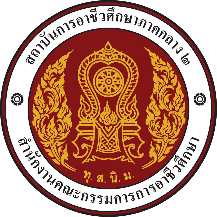 สถาบันการอาชีวศึกษาภาคกลาง ๒
ทุ. ส. นิ. ม.
สำนักงานคณะกรรมการการอาชีวศึกษา